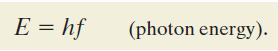 E = hf (photon energy).